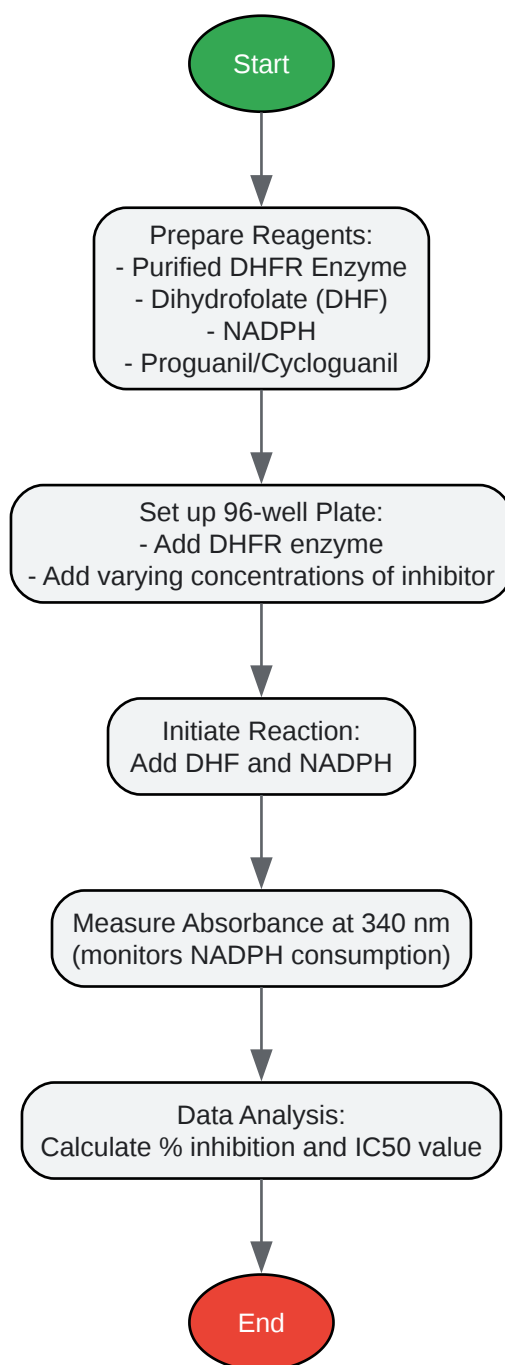 Start
Prepare Reagents:
- Purified DHFR Enzyme
- Dihydrofolate (DHF)
- NADPH
- Proguanil/Cycloguanil
Set up 96-well Plate:
- Add DHFR enzyme
- Add varying concentrations of inhibitor
Initiate Reaction:
Add DHF and NADPH
Measure Absorbance at 340 nm
(monitors NADPH consumption)
Data Analysis:
Calculate % inhibition and IC50 value
End